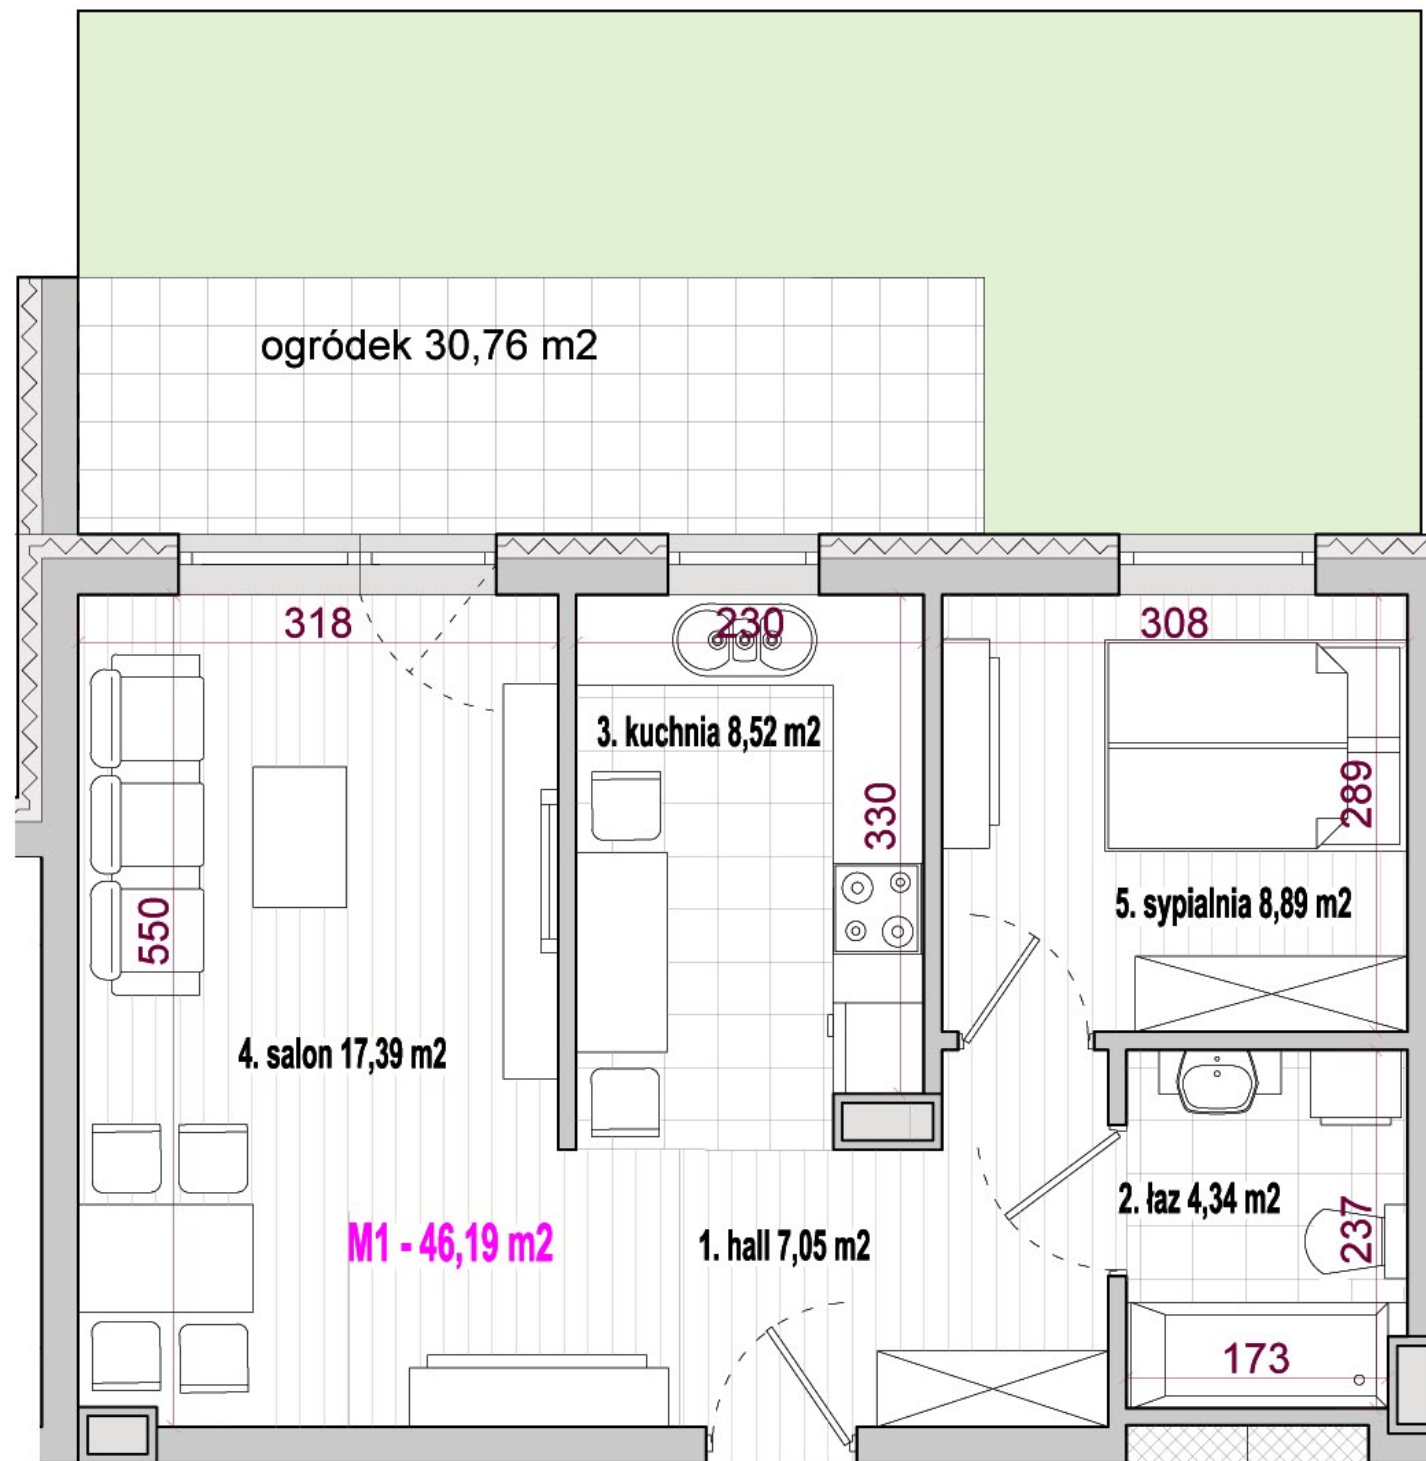 ogródek 30,76 m2
318
230
308
3. kuchnia 8,52 m2
330
289
5. sypialnia 8,89 m2
550
4. salon 17,39 m2
2. łaz 4,34 m2
237
M1 - 46,19 m2
1. hall 7,05 m2
173